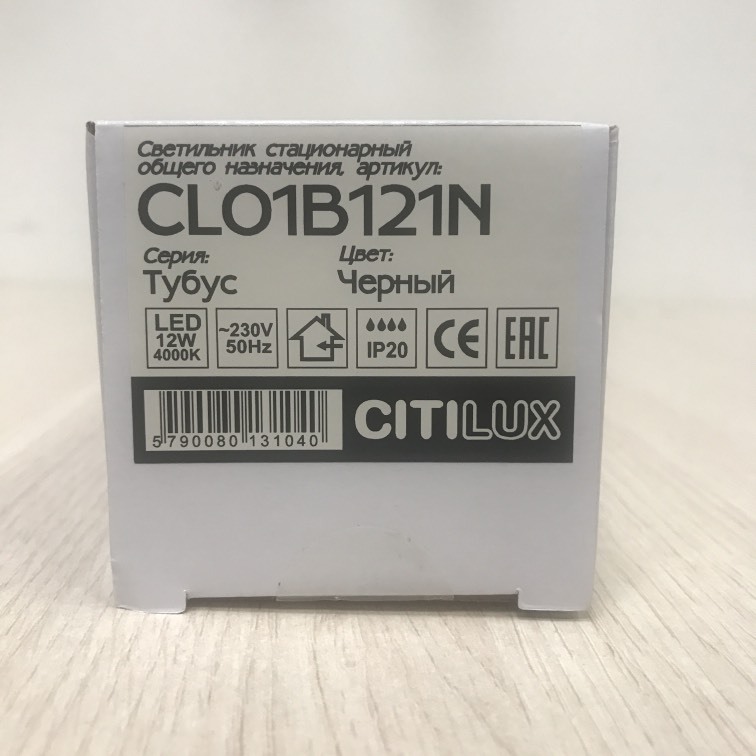 Светильник стационарный
общего назначения, артикул:
CL01B121N
Серия: Цвет:
Тубус Черный
LED
12W
4000K
~230V
50Hz
IP20
CE
EAC
5 790080 131040
CITILUX